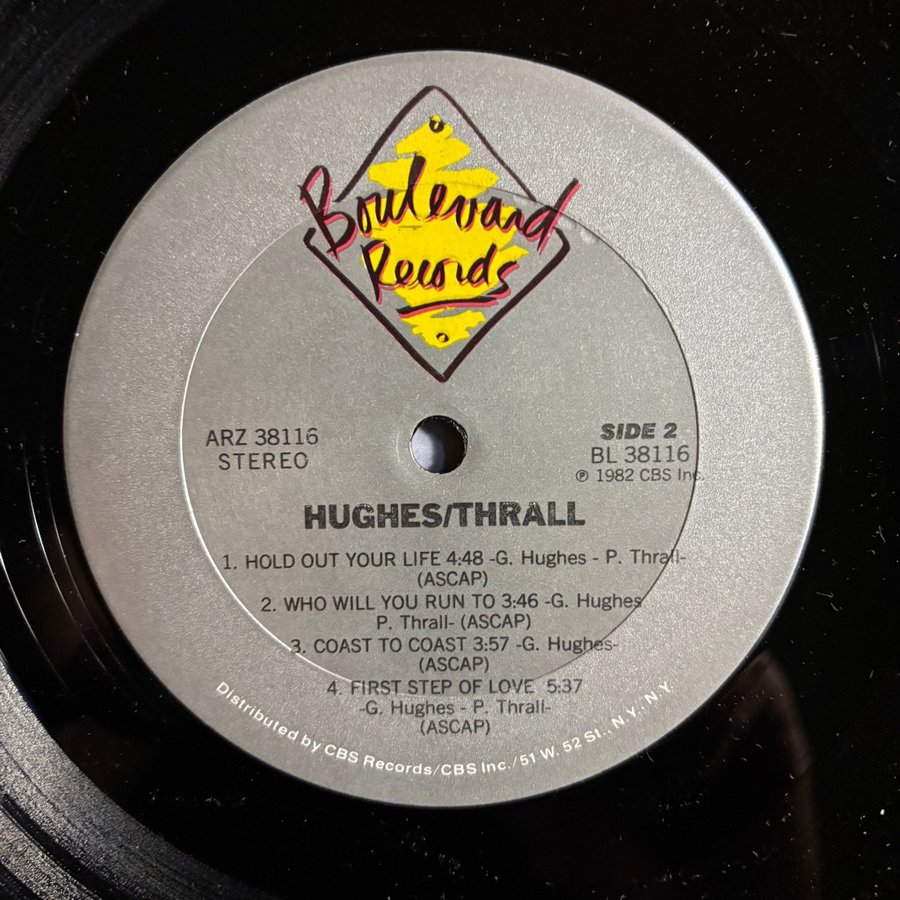 Boulevard
Records
ARZ 38116
STEREO
SIDE 2
BL 38116
℗ 1982 CBS Inc.
HUGHES/THRALL
1. HOLD OUT YOUR LIFE 4:48 -G. Hughes - P. Thrall-
(ASCAP)
2. WHO WILL YOU RUN TO 3:46 -G. Hughes
P. Thrall- (ASCAP)
3. COAST TO COAST 3:57 -G. Hughes-
(ASCAP)
4. FIRST STEP OF LOVE 5:37
-G. Hughes - P. Thrall-
(ASCAP)
Distributed by CBS Records/CBS Inc./51 W. 52 St., N.Y., N.Y.